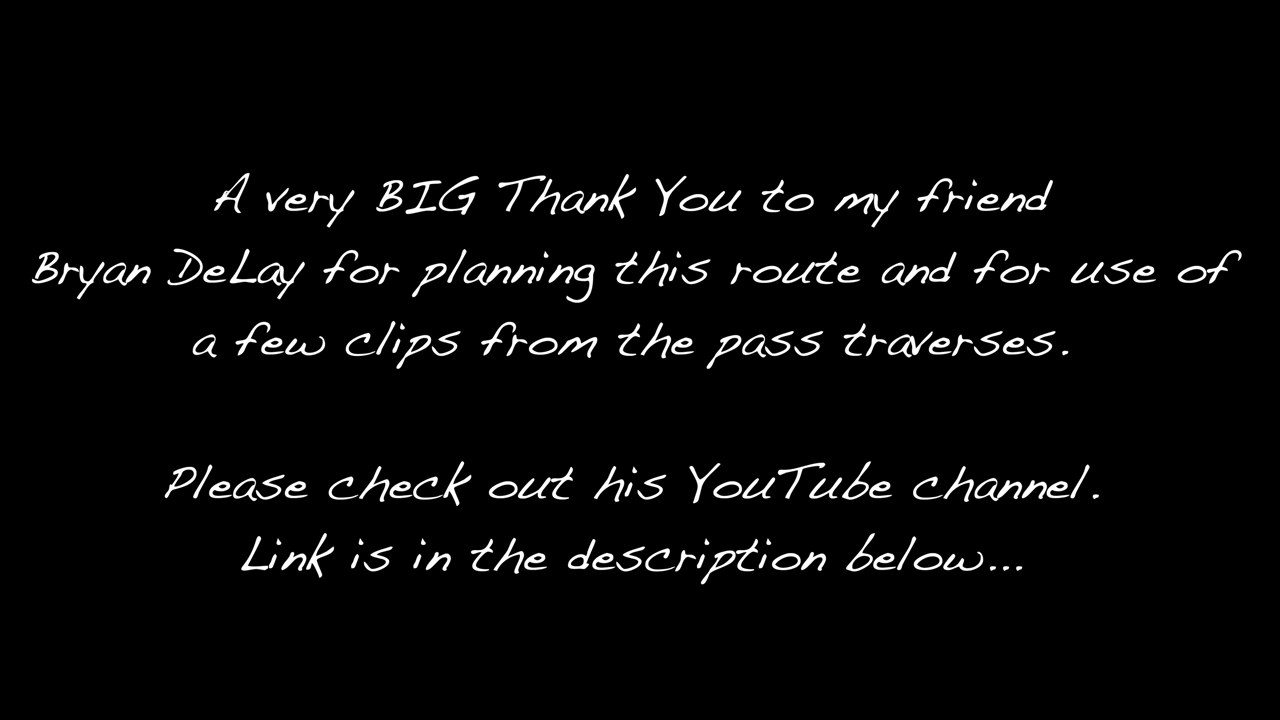 A very BIG Thank You to my friend
Bryan DeLay for planning this route and for use of
a few clips from the pass traverses.
Please check out his YouTube channel.
Link is in the description below...